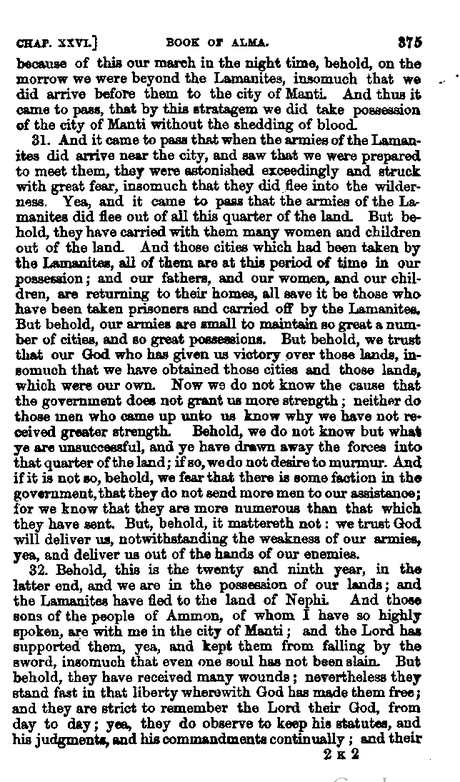 CHAP. XXVI.] BOOK OF ALMA. 375
because of this our march in the night time, behold, on the
morrow we were beyond the Lamanites, insomuch that we
did arrive before them to the city of Manti. And thus it
came to pass, that by this stratagem we did take possession
of the city of Manti without the shedding of blood.
31. And it came to pass that when the armies of the Laman-
ites did arrive near the city, and saw that we were prepared
to meet them, they were astonished exceedingly and struck
with great fear, insomuch that they did flee into the wilder-
ness. Yea, and it came to pass that the armies of the La-
manites did flee out of all this quarter of the land. But be-
hold, they have carried with them many women and children
out of the land. And those cities which had been taken by
the Lamanites, all of them are at this period of time in our
possession; and our fathers, and our women, and our chil-
dren, are returning to their homes, all save it be those who
have been taken prisoners and carried off by the Lamanites.
But behold, our armies are small to maintain so great a num-
ber of cities, and so great possessions. But behold, we trust
that our God who has given us victory over those lands, in-
somuch that we have obtained those cities and those lands,
which were our own. Now we do not know the cause that
the government does not grant us more strength; neither do
those men who came up unto us know why we have not re-
ceived greater strength. Behold, we do not know but what
ye are unsuccessful, and ye have drawn away the forces into
that quarter of the land; if so, we do not desire to murmur. And
if it is not so, behold, we fear that there is some faction in the
government, that they do not send more men to our assistance;
for we know that they are more numerous than that which
they have sent. But, behold, it mattereth not: we trust God
will deliver us, notwithstanding the weakness of our armies,
yea, and deliver us out of the hands of our enemies.
32. Behold, this is the twenty and ninth year, in the
latter end, and we are in the possession of our lands; and
the Lamanites have fled to the land of Nephi. And those
sons of the people of Ammon, of whom I have so highly
spoken, are with me in the city of Manti; and the Lord has
supported them, yea, and kept them from falling by the
sword, insomuch that even one soul has not been slain. But
behold, they have received many wounds; nevertheless they
stand fast in that liberty wherewith God has made them free;
and they are strict to remember the Lord their God, from
day to day; yea, they do observe to keep his statutes, and
his judgments, and his commandments continually; and their
2 K 2